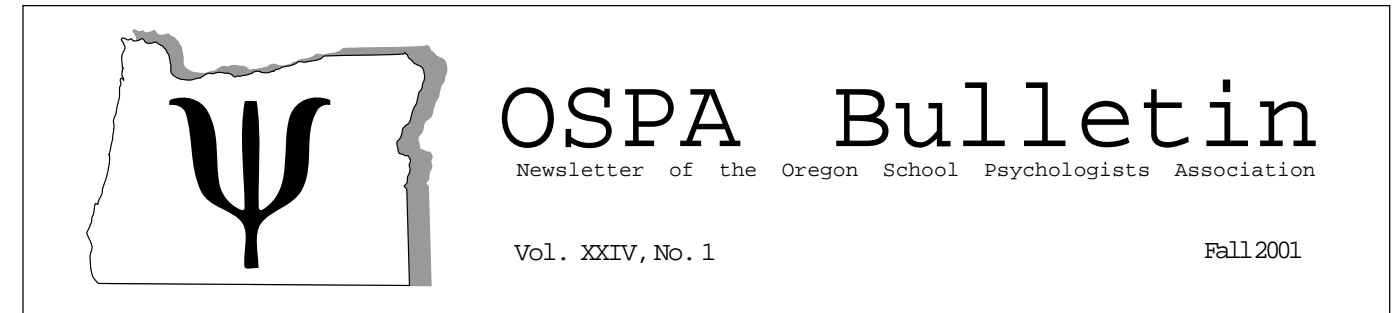 Ψ
OSPA Bulletin
Newsletter of the Oregon School Psychologists Association
Vol. XXIV, No. 1 Fall 2001